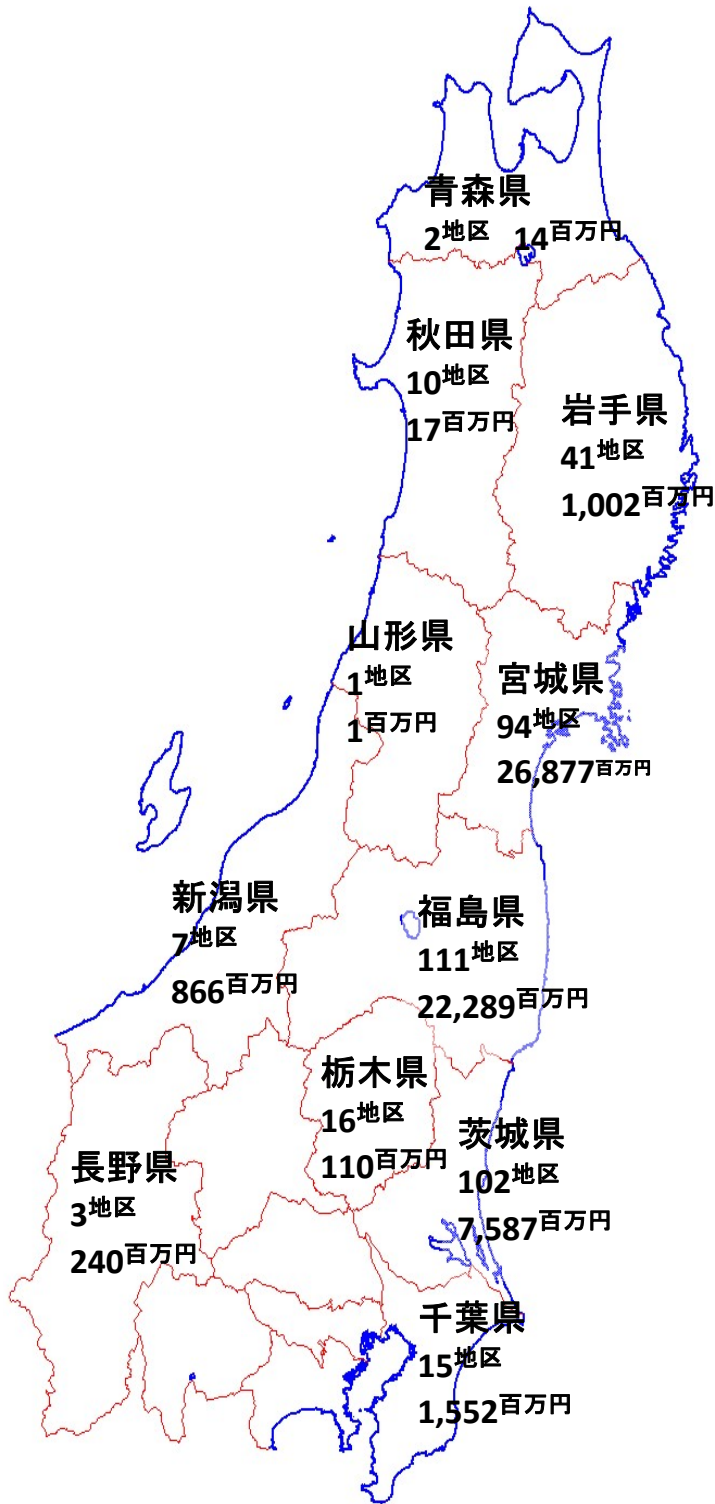 青森県
2地区 14百万円
秋田県
10地区
17百万円
岩手県
41地区
1,002百万円
山形県
1地区
1百万円
宮城県
94地区
26,877百万円
新潟県
7地区
866百万円
福島県
111地区
22,289百万円
栃木県
16地区
110百万円
茨城県
102地区
7,587百万円
長野県
3地区
240百万円
千葉県
15地区
1,552百万円